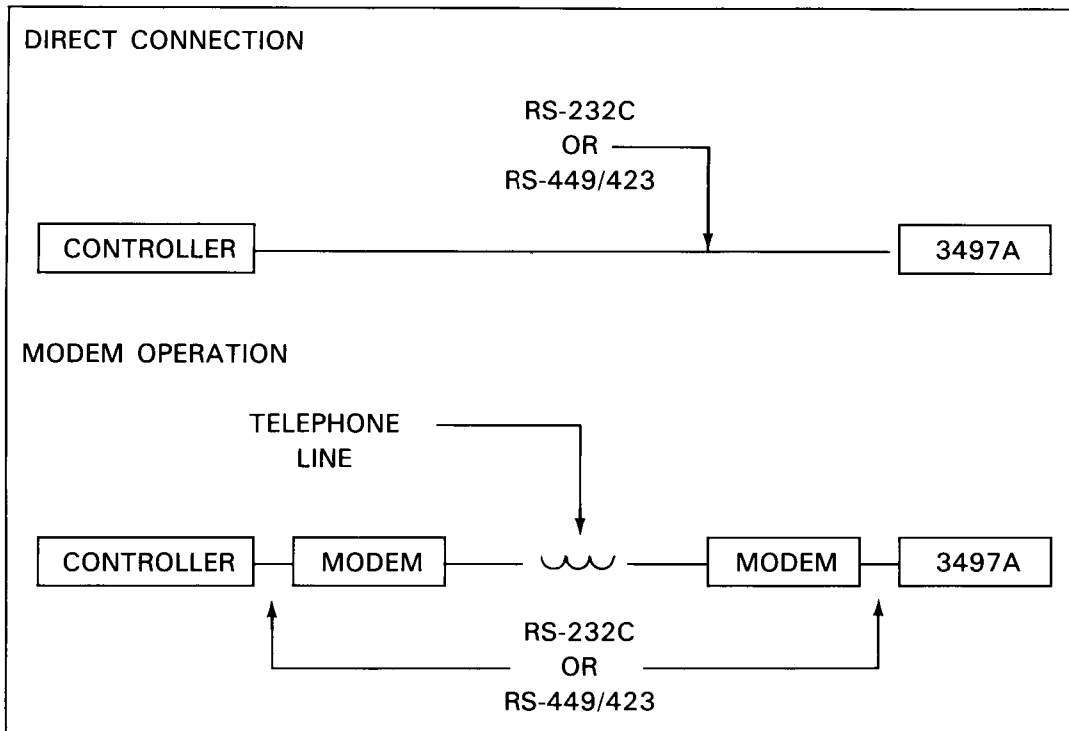 DIRECT CONNECTION
RS-232C
OR
RS-449/423
CONTROLLER
3497A
MODEM OPERATION
TELEPHONE
LINE
CONTROLLER
MODEM
MODEM
3497A
RS-232C
OR
RS-449/423